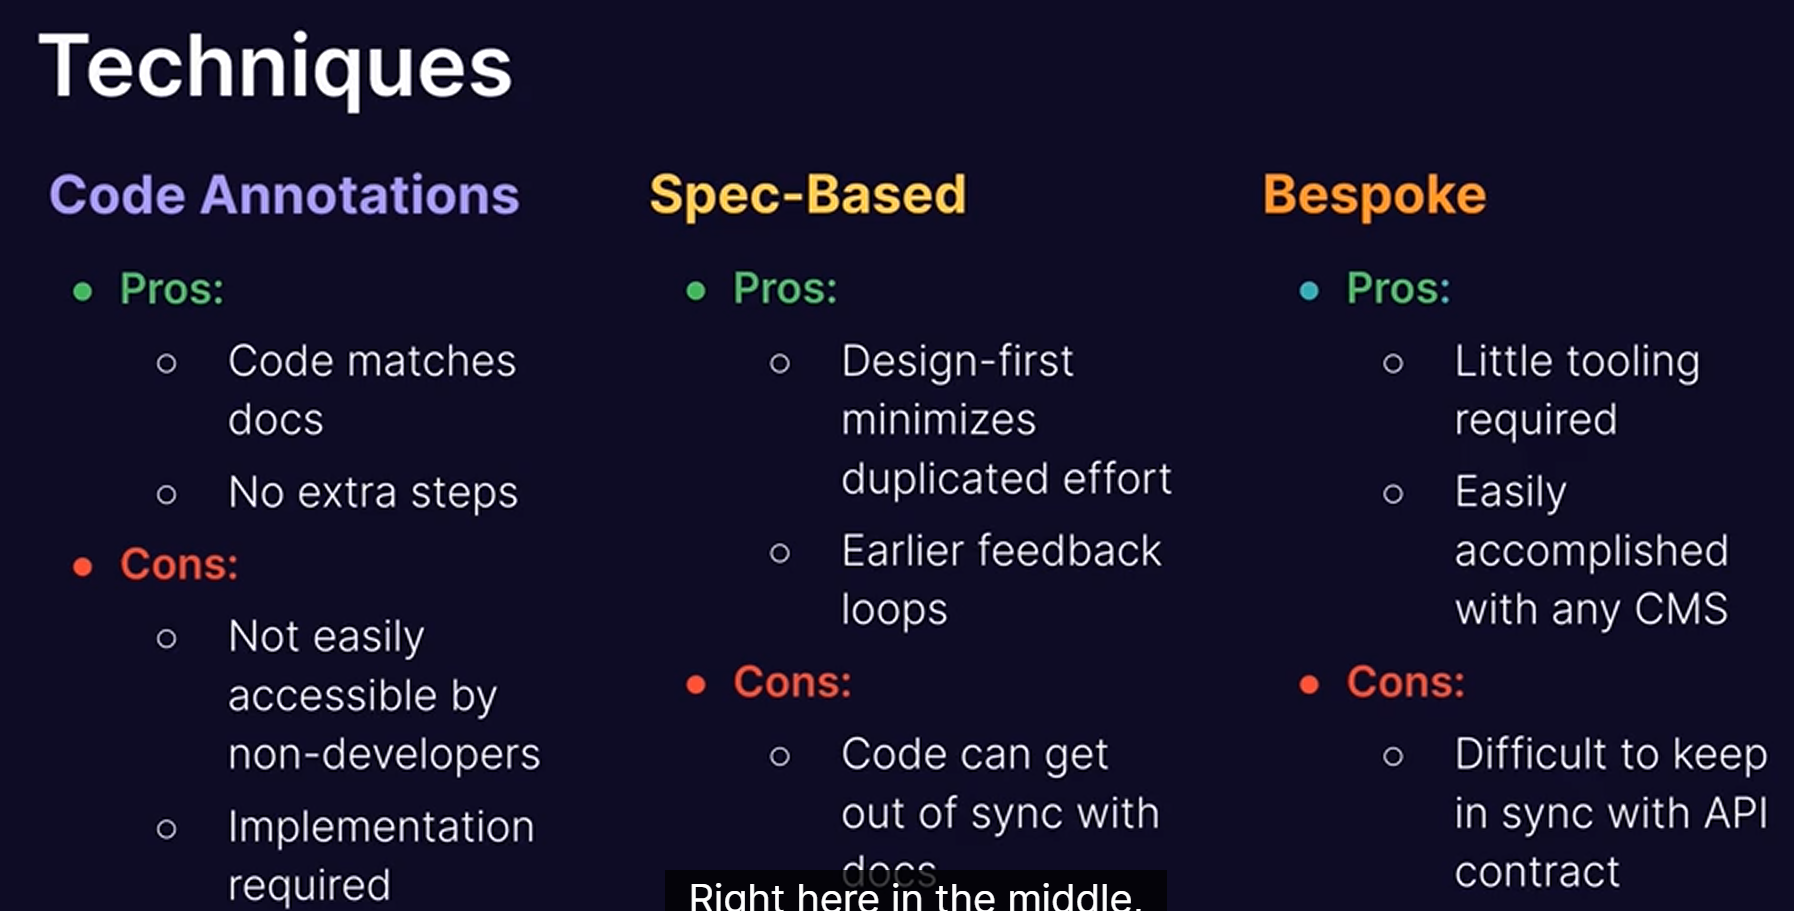 Techniques
Code Annotations
Pros:
Code matches
docs
No extra steps
Cons:
Not easily
accessible by
non-developers
Implementation
required
Spec-Based
Pros:
Design-first
minimizes
duplicated effort
Earlier feedback
loops
Cons:
Code can get
out of sync with
docs
Bespoke
Pros:
Little tooling
required
Easily
accomplished
with any CMS
Cons:
Difficult to keep
in sync with API
contract
Right here in the middle,